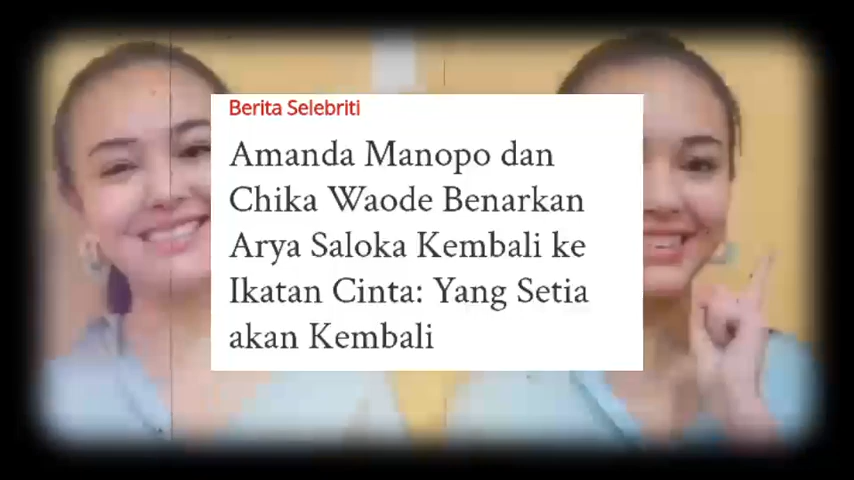 Berita Selebriti
Amanda Manopo dan
Chika Waode Benarkan
Arya Saloka Kembali ke
Ikatan Cinta: Yang Setia
akan Kembali